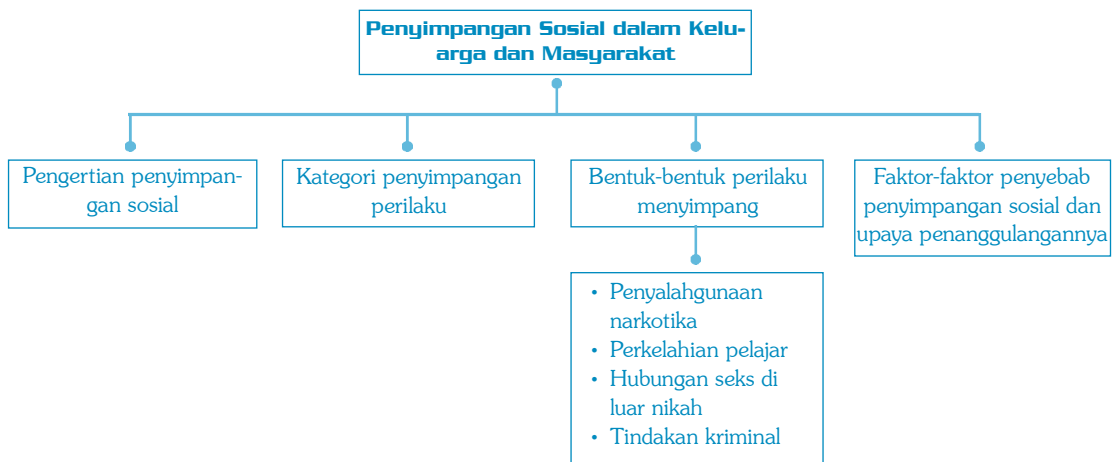 Penyimpangan Sosial dalam Kelu-
arga dan Masyarakat
Pengertian penyimpan-
gan sosial
Kategori penyimpangan
perilaku
Bentuk-bentuk perilaku
menyimpang
Faktor-faktor penyebab
penyimpangan sosial dan
upaya penanggulangannya
• Penyalahgunaan
narkotika
• Perkelahian pelajar
• Hubungan seks di
luar nikah
• Tindakan kriminal